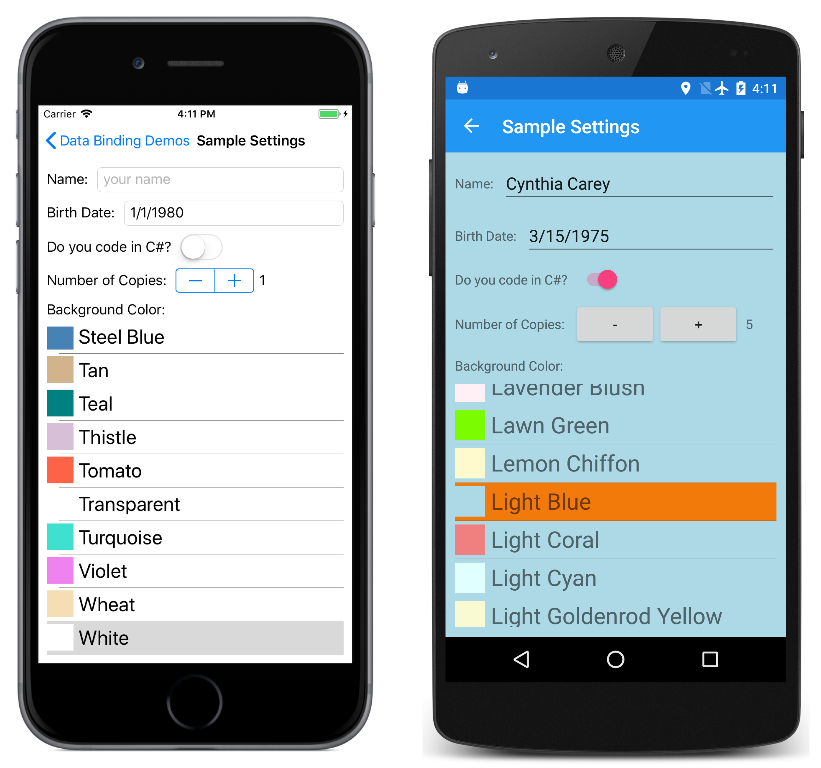 Carrier 4:11 PM
Data Binding Demos Sample Settings
Name: your name
Birth Date: 1/1/1980
Do you code in C#?
Number of Copies: − + 1
Background Color:
Steel Blue
Tan
Teal
Thistle
Tomato
Transparent
Turquoise
Violet
Wheat
White
4:11
Sample Settings
Name: Cynthia Carey
Birth Date: 3/15/1975
Do you code in C#?
Number of Copies: - + 5
Background Color:
Lavender Blush
Lawn Green
Lemon Chiffon
Light Blue
Light Coral
Light Cyan
Light Goldenrod Yellow